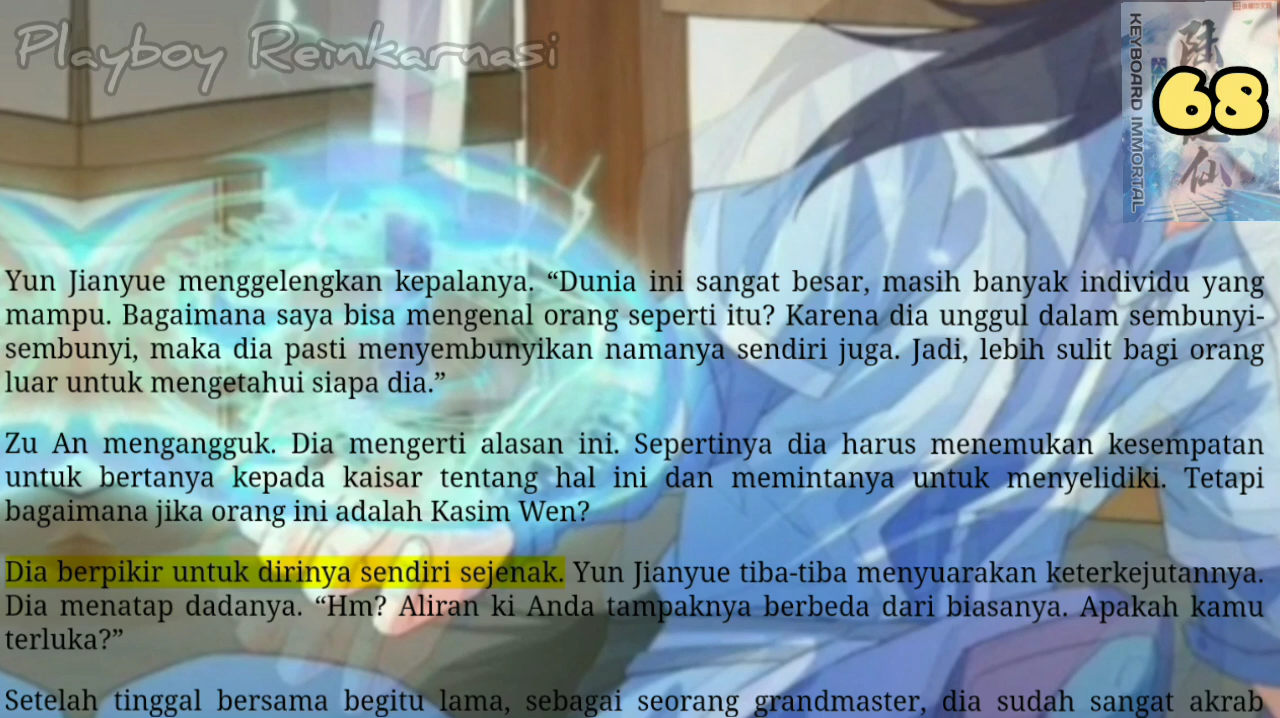 Playboy Reinkarnasi
KEYBOARD IMMORTAL
68
Yun Jianyue menggelengkan kepalanya. “Dunia ini sangat besar, masih banyak individu yang
mampu. Bagaimana saya bisa mengenal orang seperti itu? Karena dia unggul dalam sembunyi-
sembunyi, maka dia pasti menyembunyikan namanya sendiri juga. Jadi, lebih sulit bagi orang
luar untuk mengetahui siapa dia.”
Zu An mengangguk. Dia mengerti alasan ini. Sepertinya dia harus menemukan kesempatan
untuk bertanya kepada kaisar tentang hal ini dan memintanya untuk menyelidiki. Tetapi
bagaimana jika orang ini adalah Kasim Wen?
Dia berpikir untuk dirinya sendiri sejenak. Yun Jianyue tiba-tiba menyuarakan keterkejutannya.
Dia menatap dadanya. “Hm? Aliran ki Anda tampaknya berbeda dari biasanya. Apakah kamu
terluka?”
Setelah tinggal bersama begitu lama, sebagai seorang grandmaster, dia sudah sangat akrab